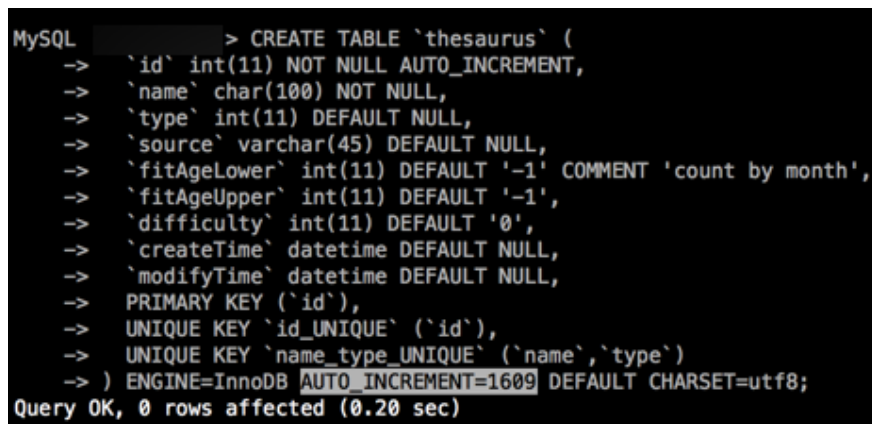 MySQL > CREATE TABLE `thesaurus` (
-> `id` int(11) NOT NULL AUTO_INCREMENT,
-> `name` char(100) NOT NULL,
-> `type` int(11) DEFAULT NULL,
-> `source` varchar(45) DEFAULT NULL,
-> `fitAgeLower` int(11) DEFAULT '-1' COMMENT 'count by month',
-> `fitAgeUpper` int(11) DEFAULT '-1',
-> `difficulty` int(11) DEFAULT '0',
-> `createTime` datetime DEFAULT NULL,
-> `modifyTime` datetime DEFAULT NULL,
-> PRIMARY KEY (`id`),
-> UNIQUE KEY `id_UNIQUE` (`id`),
-> UNIQUE KEY `name_type_UNIQUE` (`name`,`type`)
-> ) ENGINE=InnoDB AUTO_INCREMENT=1609 DEFAULT CHARSET=utf8;
Query OK, 0 rows affected (0.20 sec)